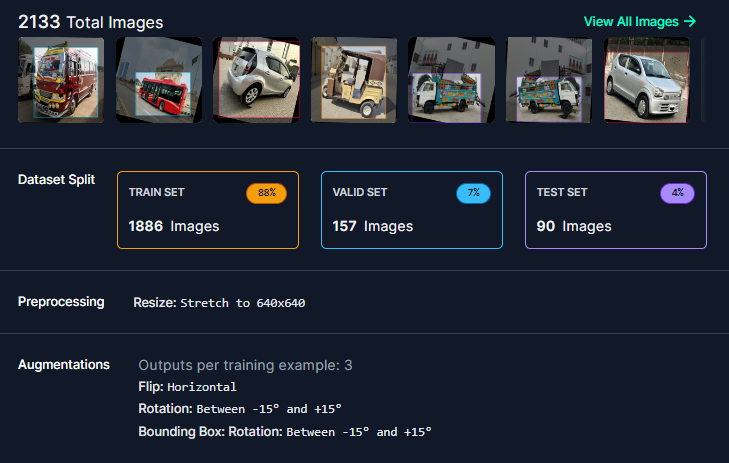 2133 Total Images
View All Images →
Dataset Split
TRAIN SET
88%
1886 Images
VALID SET
7%
157 Images
TEST SET
4%
90 Images
Preprocessing
Resize: Stretch to 640x640
Augmentations
Outputs per training example: 3
Flip: Horizontal
Rotation: Between -15° and +15°
Bounding Box: Rotation: Between -15° and +15°